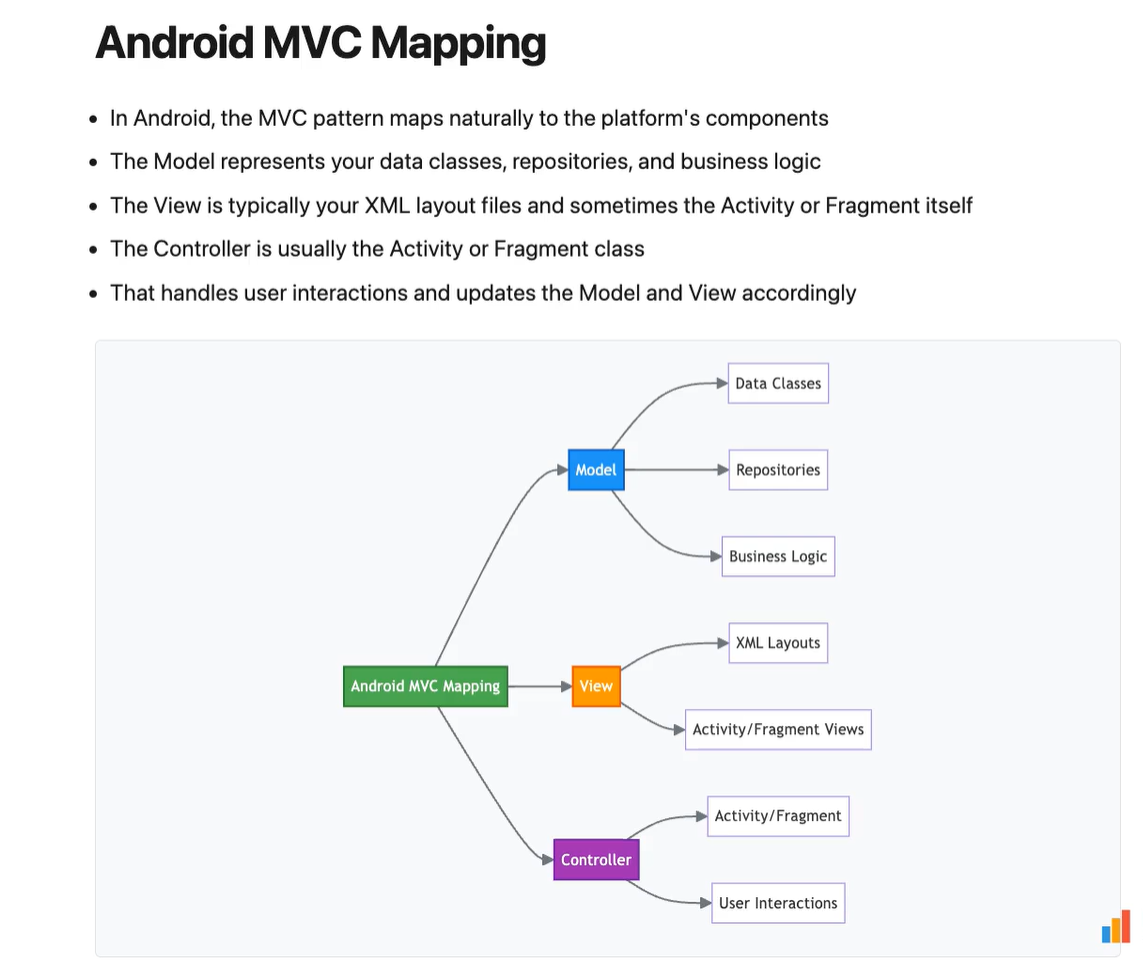 Android MVC Mapping
In Android, the MVC pattern maps naturally to the platform's components
The Model represents your data classes, repositories, and business logic
The View is typically your XML layout files and sometimes the Activity or Fragment itself
The Controller is usually the Activity or Fragment class
That handles user interactions and updates the Model and View accordingly
Data Classes
Model
Repositories
Business Logic
XML Layouts
Android MVC Mapping
View
Activity/Fragment Views
Activity/Fragment
Controller
User Interactions